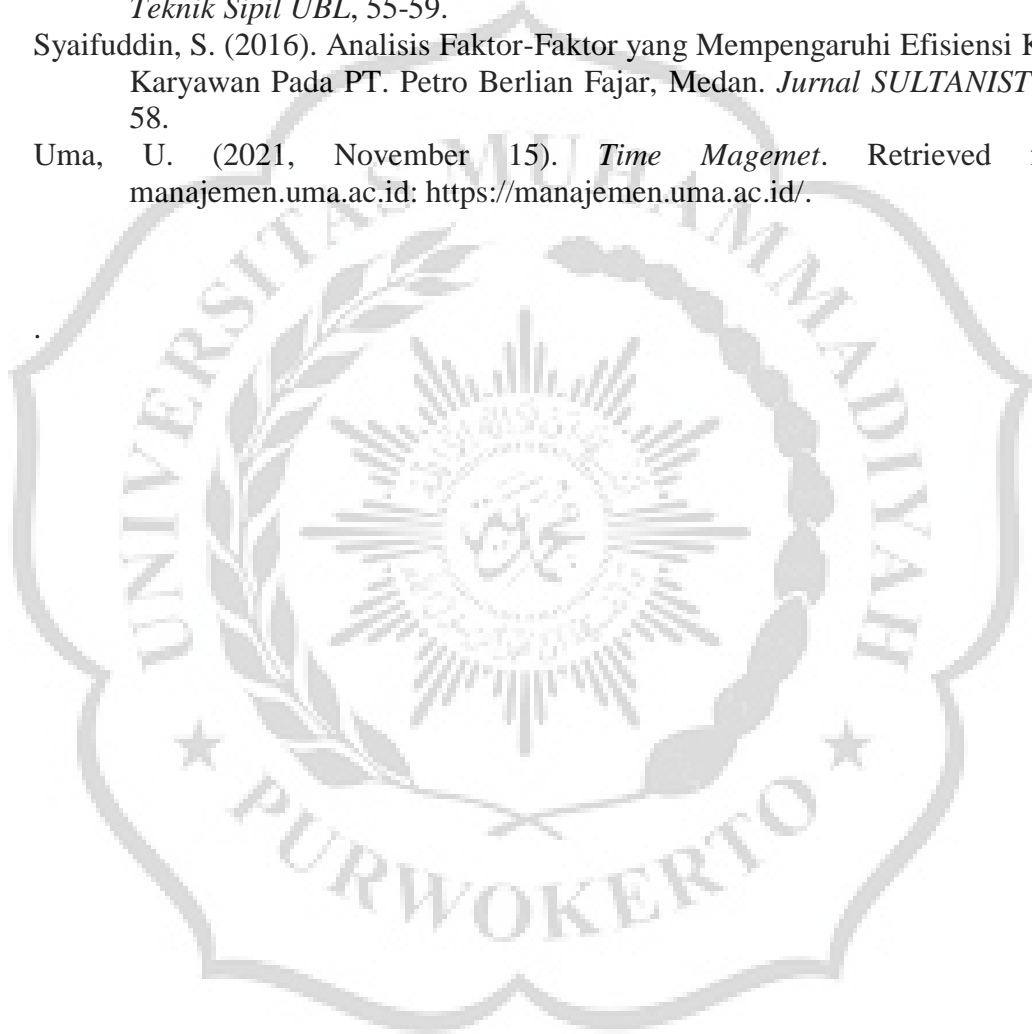 Teknik Sipil UBL, 55-59.
Syaifuddin, S. (2016). Analisis Faktor-Faktor yang Mempengaruhi Efisiensi
Karyawan Pada PT. Petro Berlian Fajar, Medan. Jurnal SULTANIST
58.
Uma, U. (2021, November 15). Time Magemet. Retrieved
manajemen.uma.ac.id: https://manajemen.uma.ac.id/.
.
UNIVERSITAS MUHAMMADIYAH
PURWOKERTO